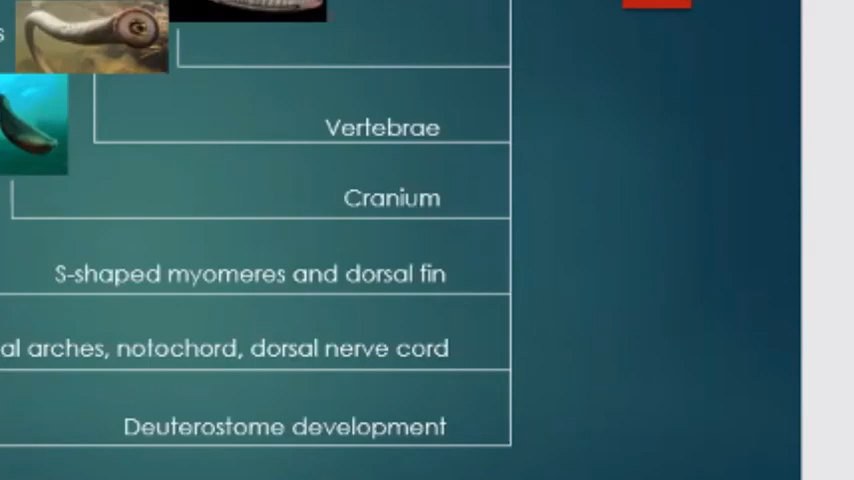 s
Vertebrae
Cranium
S-shaped myomeres and dorsal fin
al arches, notochord, dorsal nerve cord
Deuterostome development